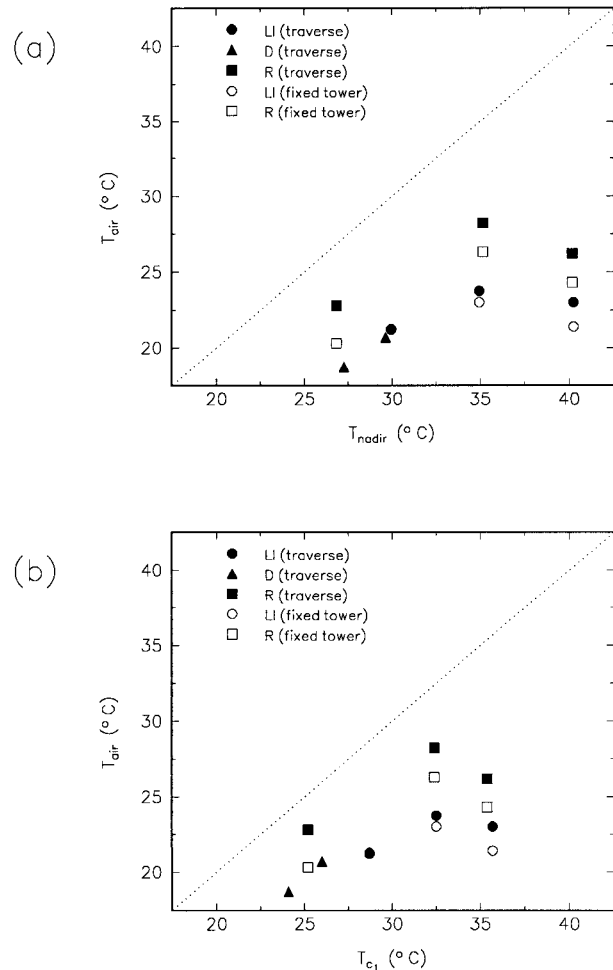 (a)
LI (traverse)
D (traverse)
R (traverse)
LI (fixed tower)
R (fixed tower)
40
35
30
25
20
T_air (° C)
20 25 30 35 40
T_nadir (° C)
(b)
LI (traverse)
D (traverse)
R (traverse)
LI (fixed tower)
R (fixed tower)
40
35
30
25
20
T_air (° C)
20 25 30 35 40
T_c₁ (° C)